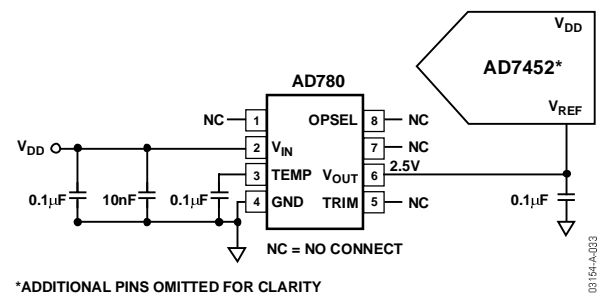 V_DD
AD7452*
V_REF
AD780
NC 1 OPSEL 8 NC
V_DD 2 V_IN 7 NC
3 TEMP V_OUT 6 2.5V
4 GND TRIM 5 NC
0.1μF 10nF 0.1μF 0.1μF
NC = NO CONNECT
*ADDITIONAL PINS OMITTED FOR CLARITY
03154-A-033